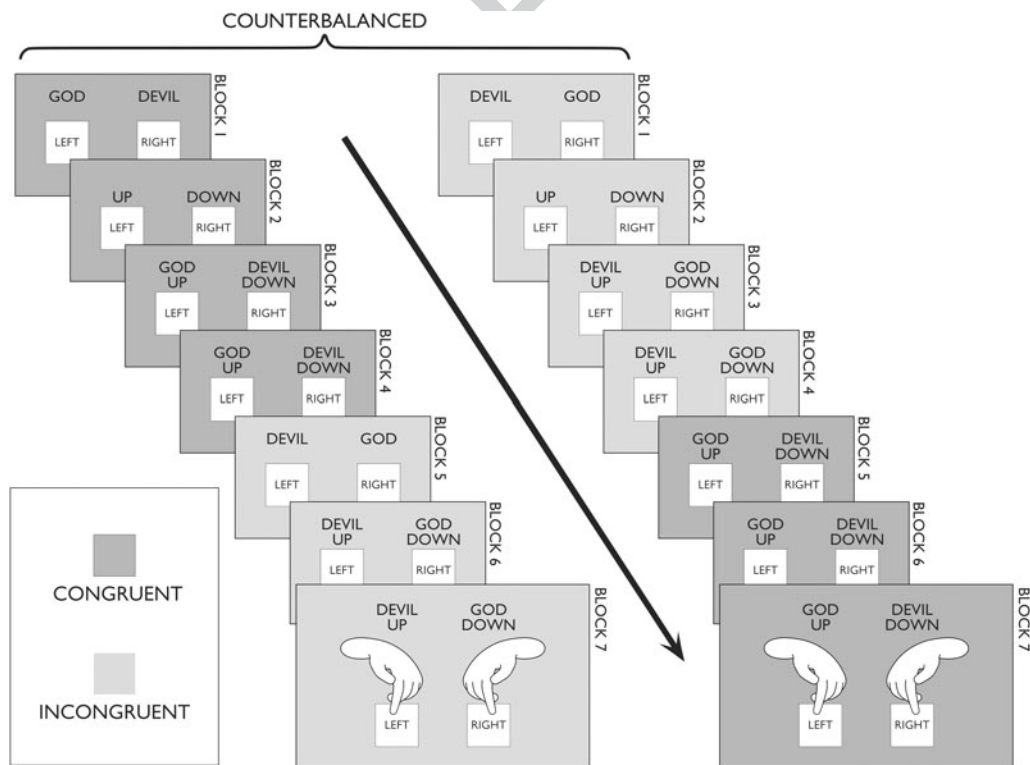 COUNTERBALANCED
GOD DEVIL
LEFT RIGHT
BLOCK 1
UP DOWN
LEFT RIGHT
BLOCK 2
GOD DEVIL
UP DOWN
LEFT RIGHT
BLOCK 3
GOD DEVIL
UP DOWN
LEFT RIGHT
BLOCK 4
DEVIL GOD
LEFT RIGHT
BLOCK 5
DEVIL GOD
UP DOWN
LEFT RIGHT
BLOCK 6
DEVIL GOD
UP DOWN
LEFT RIGHT
BLOCK 7
DEVIL GOD
LEFT RIGHT
BLOCK 1
UP DOWN
LEFT RIGHT
BLOCK 2
DEVIL GOD
UP DOWN
LEFT RIGHT
BLOCK 3
DEVIL GOD
UP DOWN
LEFT RIGHT
BLOCK 4
GOD DEVIL
UP DOWN
LEFT RIGHT
BLOCK 5
GOD DEVIL
UP DOWN
LEFT RIGHT
BLOCK 6
GOD DEVIL
UP DOWN
LEFT RIGHT
BLOCK 7
CONGRUENT
INCONGRUENT